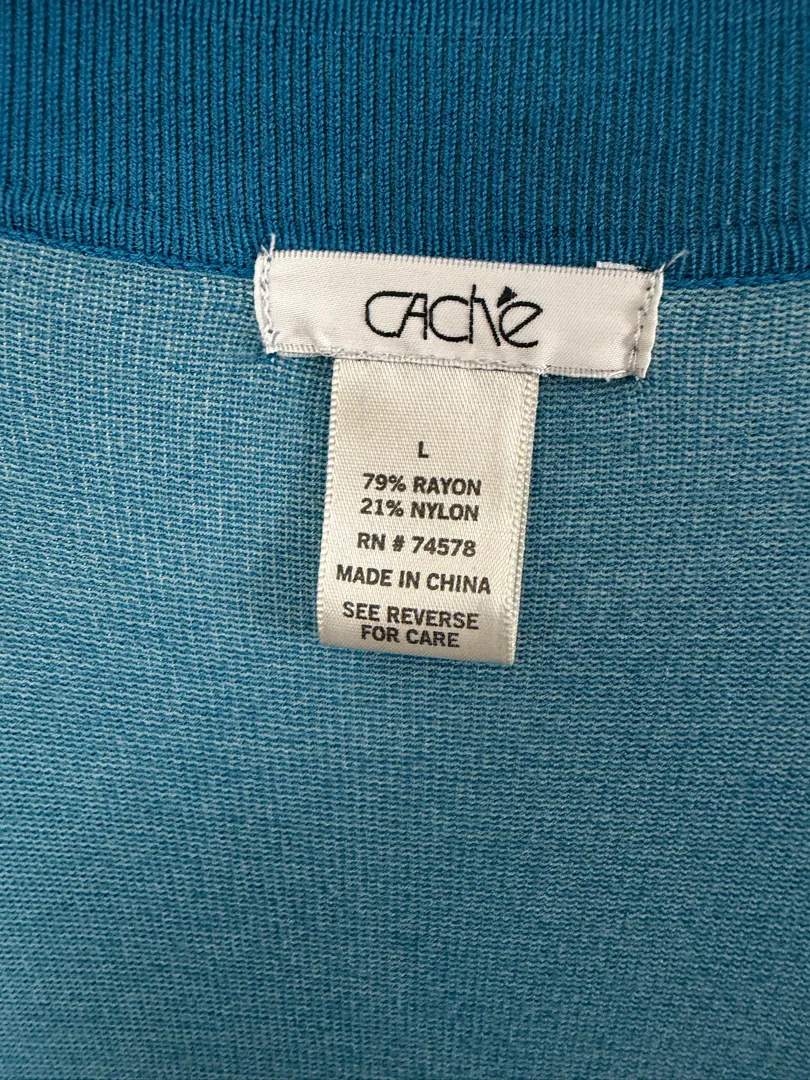 CAChé
L
79% RAYON
21% NYLON
RN # 74578
MADE IN CHINA
SEE REVERSE
FOR CARE